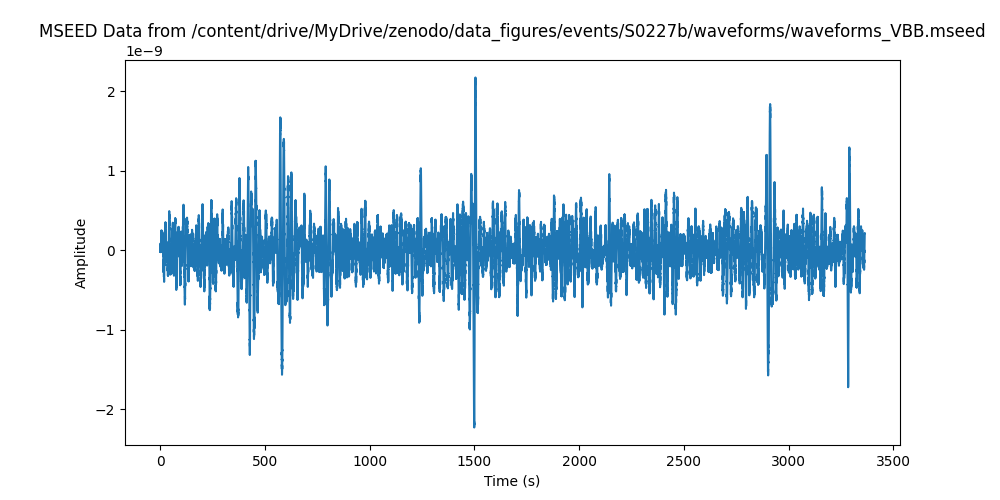 MSEED Data from /content/drive/MyDrive/zenodo/data_figures/events/S0227b/waveforms/waveforms_VBB.mseed
1e−9
2
1
0
−1
−2
Amplitude
0 500 1000 1500 2000 2500 3000 3500
Time (s)